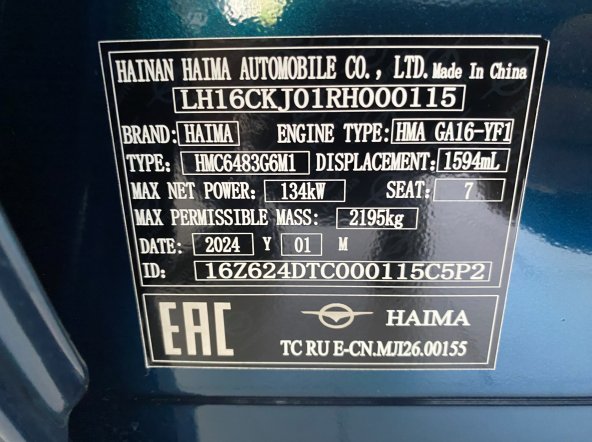 HAINAN HAIMA AUTOMOBILE CO., LTD. Made In China
LH16CKJ01RH000115
BRAND: HAIMA ENGINE TYPE: HMA GA16-YF1
TYPE: HMC6483G6M1 DISPLACEMENT: 1594mL
MAX NET POWER: 134kW SEAT: 7
MAX PERMISSIBLE MASS: 2195kg
DATE: 2024 Y 01 M
ID: 16Z624DTC000115C5P2
EAC HAIMA
TC RU E-CN.MJI26.00155